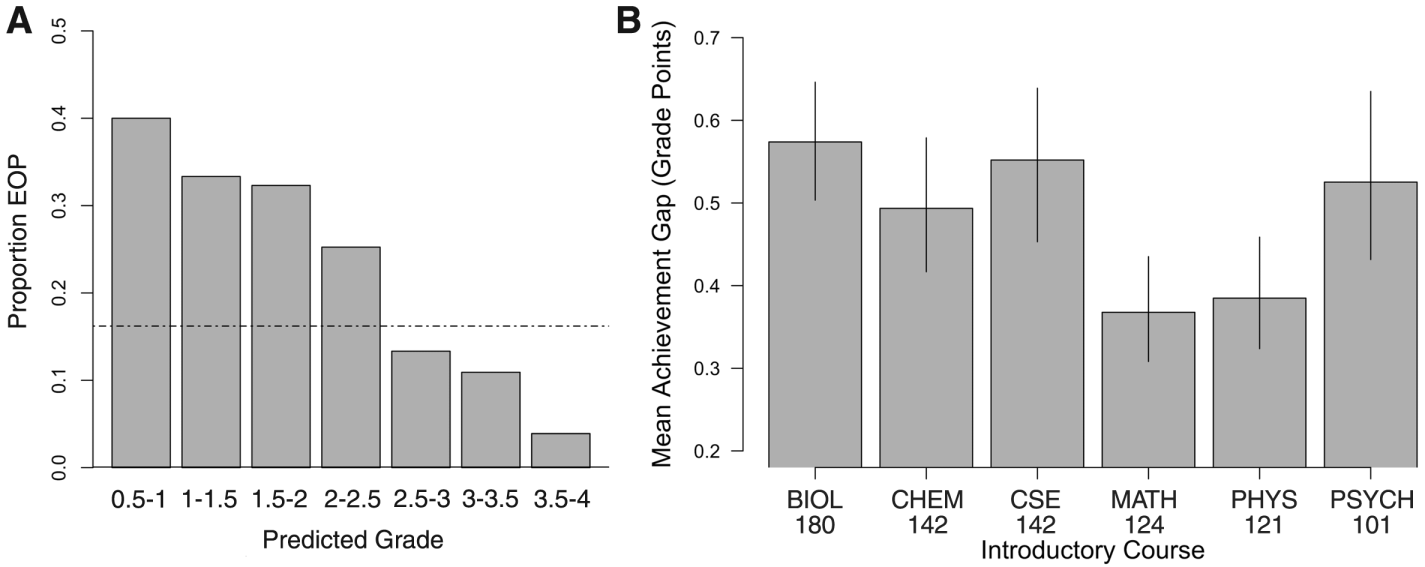 A
Proportion EOP
0.5
0.4
0.3
0.2
0.1
0.0
0.5-1 1-1.5 1.5-2 2-2.5 2.5-3 3-3.5 3.5-4
Predicted Grade
B
Mean Achievement Gap (Grade Points)
0.7
0.6
0.5
0.4
0.3
0.2
BIOL CHEM CSE MATH PHYS PSYCH
180 142 142 124 121 101
Introductory Course